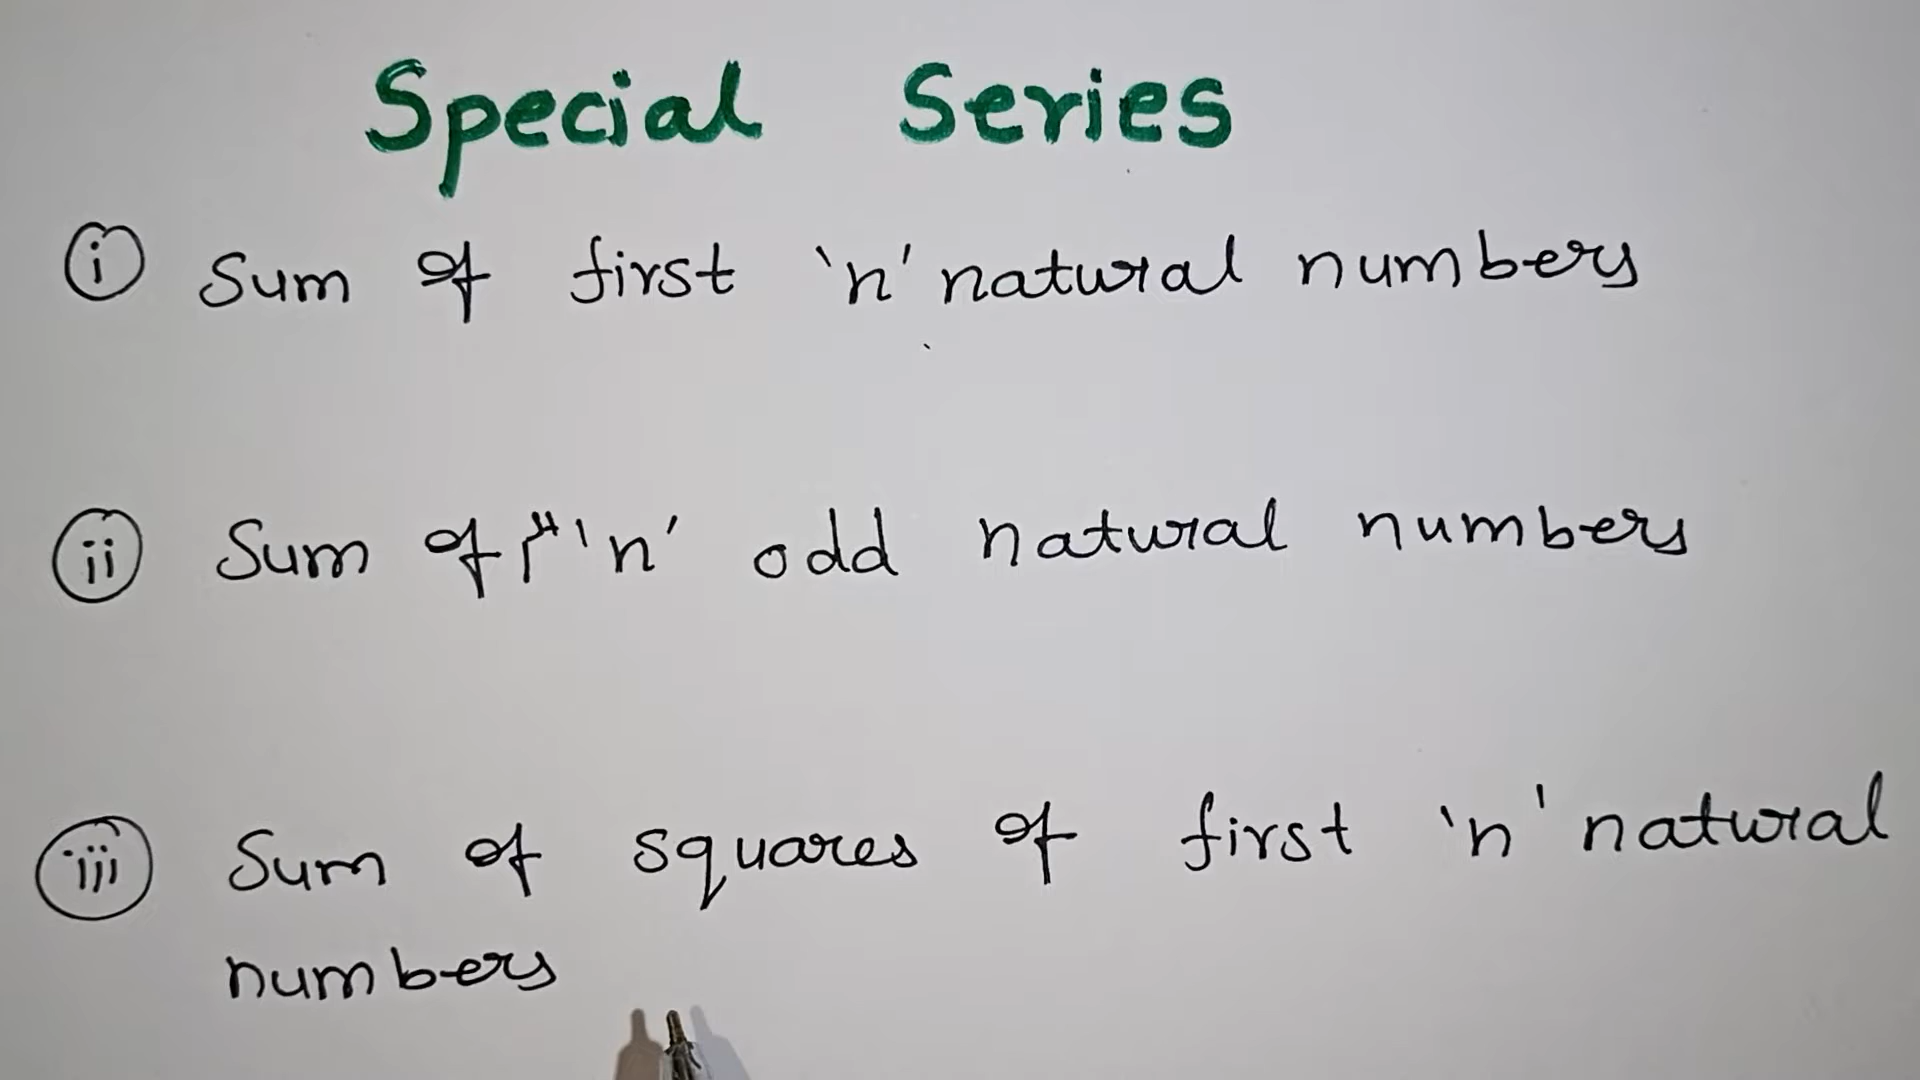 Special Series
i Sum of first 'n' natural numbers
ii Sum of 'n' odd natural numbers
iii Sum of squares of first 'n' natural
numbers